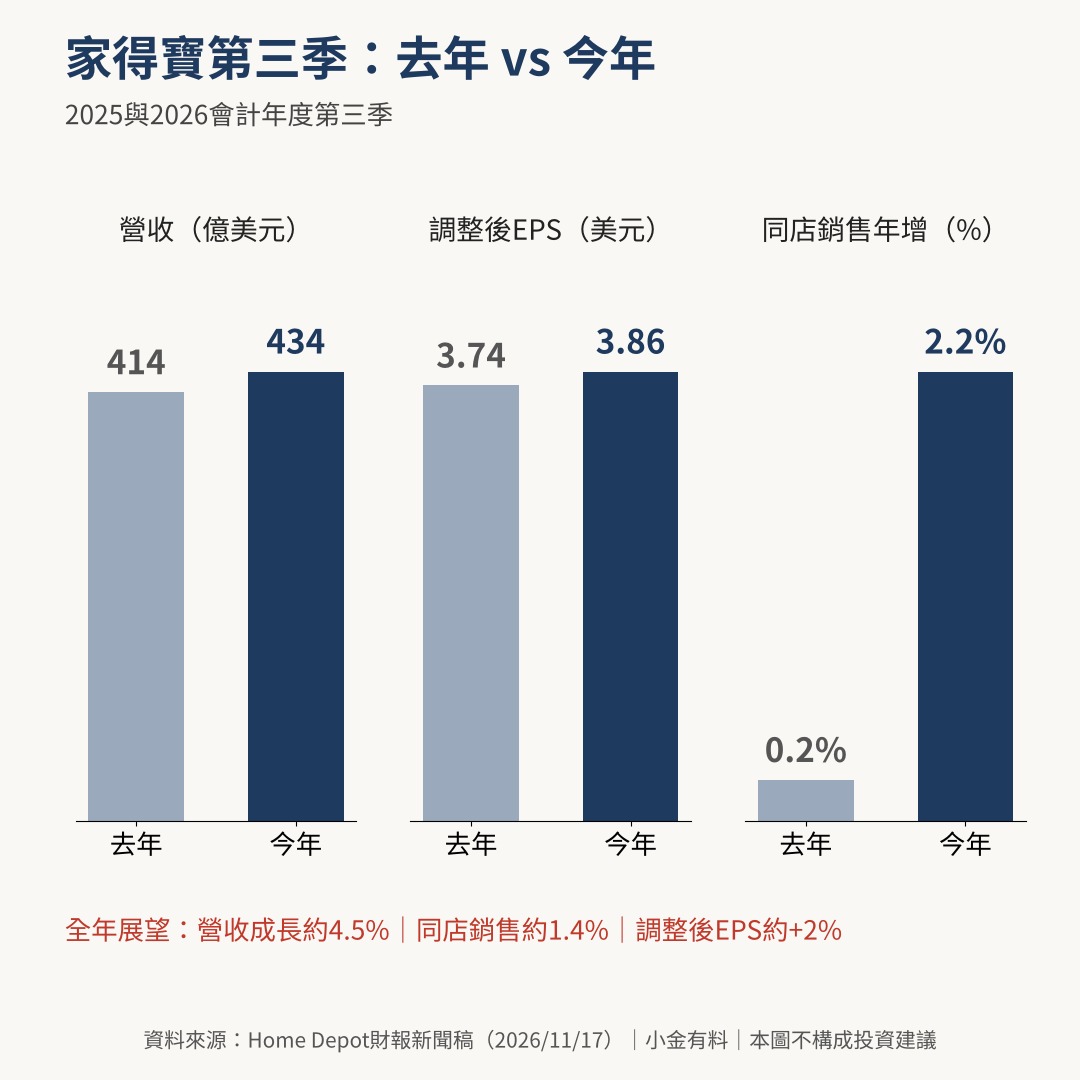 家得寶第三季：去年 vs 今年
2025與2026會計年度第三季
營收（億美元）
414
434
去年
今年
調整後EPS（美元）
3.74
3.86
去年
今年
同店銷售年增（%）
0.2%
2.2%
去年
今年
全年展望：營收成長約4.5%｜同店銷售約1.4%｜調整後EPS約+2%
資料來源：Home Depot財報新聞稿（2026/11/17）｜小金有料｜本圖不構成投資建議